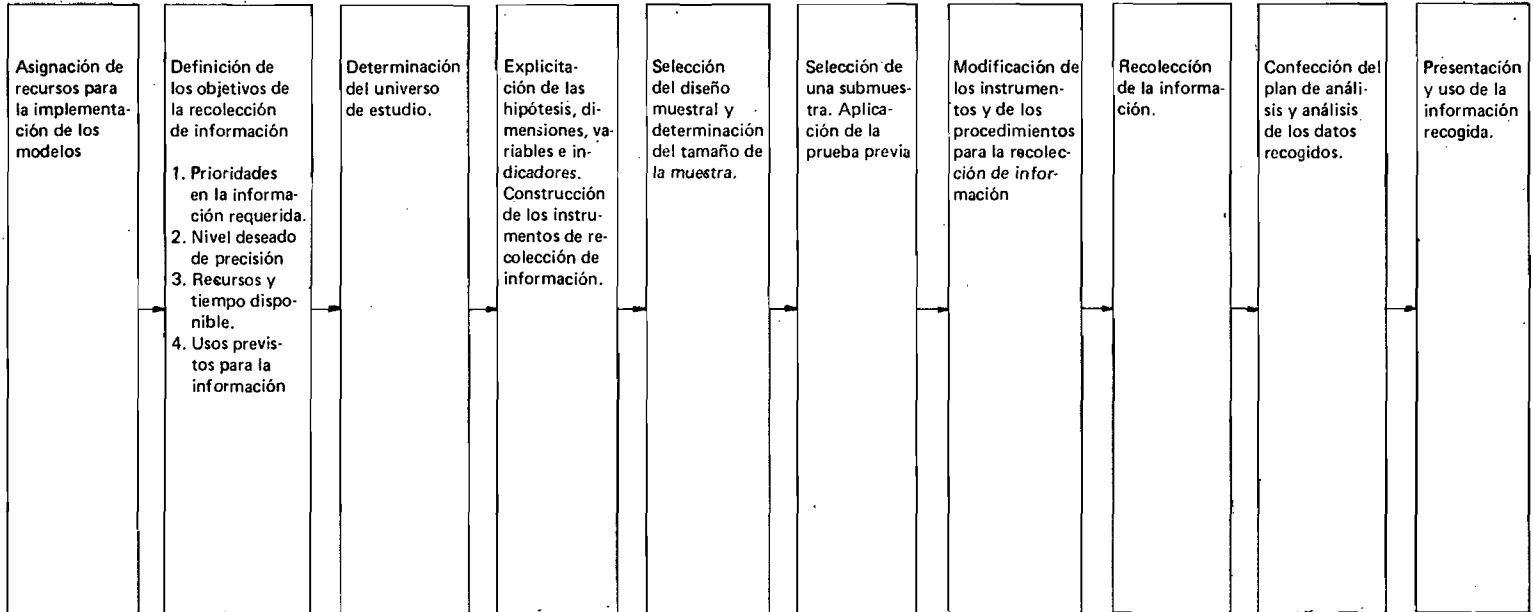 Asignación de
recursos para
la implementa-
ción de los
modelos
Definición de
los objetivos de
la recolección
de información
1. Prioridades
en la informa-
ción requerida.
2. Nivel deseado
de precisión
3. Recursos y
tiempo dispo-
nible.
4. Usos previs-
tos para la
información
Determinación
del universo
de estudio.
Explicita-
ción de las
hipótesis, di-
mensiones, va-
riables e in-
dicadores.
Construcción
de los instru-
mentos de re-
colección de
información.
Selección
del diseño
muestral y
determinación
del tamaño de
la muestra.
Selección de
una submues-
tra. Aplica-
ción de la
prueba previa
Modificación de
los instrumen-
tos y de los
procedimientos
para la recolec-
ción de infor-
mación
Recolección
de la informa-
ción.
Confección del
plan de análi-
sis y análisis
de los datos
recogidos.
Presentación
y uso de la
información
recogida.